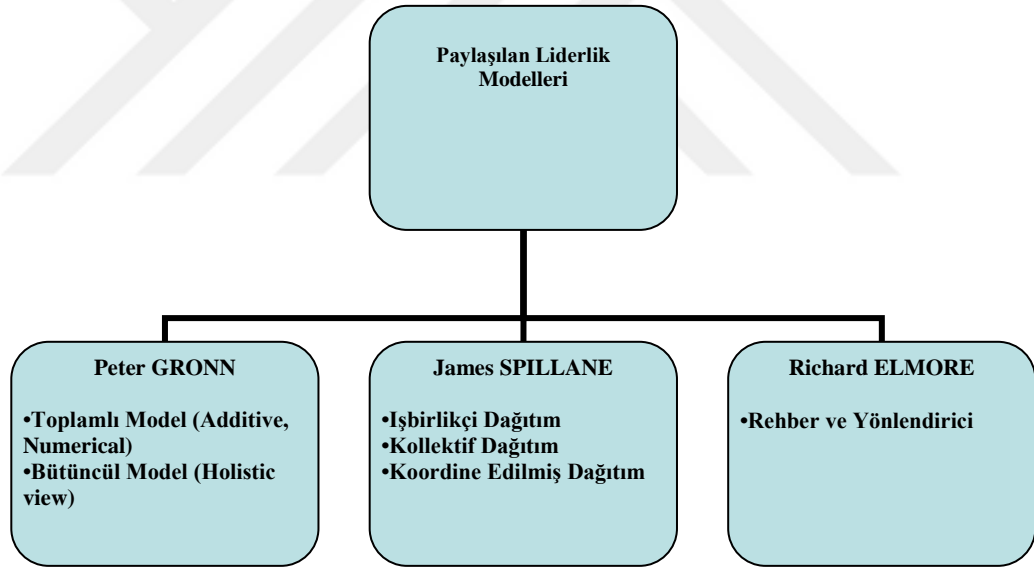 Paylaşılan Liderlik
Modelleri
Peter GRONN
•Toplamlı Model (Additive,
Numerical)
•Bütüncül Model (Holistic
view)
James SPILLANE
•Işbirlikçi Dağıtım
•Kollektif Dağıtım
•Koordine Edilmiş Dağıtım
Richard ELMORE
•Rehber ve Yönlendirici